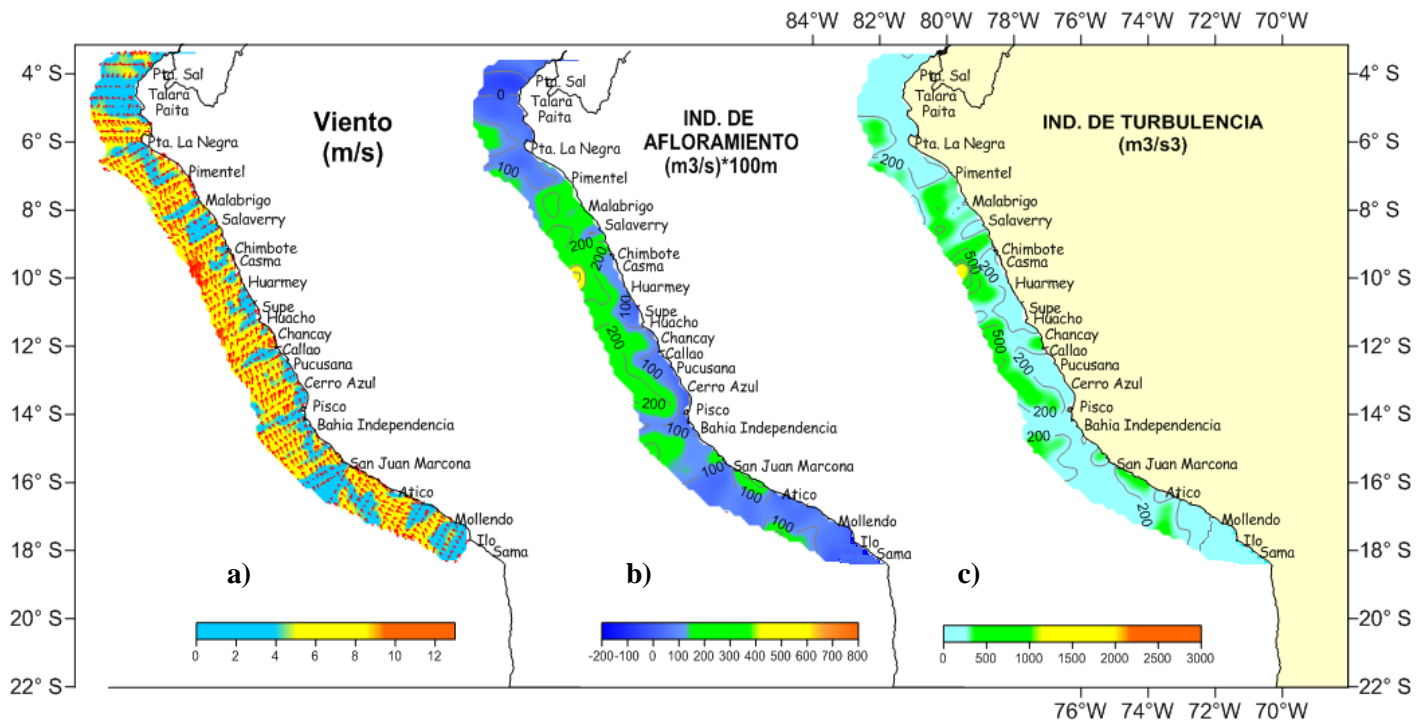 84°W 82°W 80°W 78°W 76°W 74°W 72°W 70°W
4° S
6° S
8° S
10° S
12° S
14° S
16° S
18° S
20° S
22° S
Viento
(m/s)
Pta. Sal
Talara
Paita
Pta. La Negra
Pimentel
Malabrigo
Salaverry
Chimbote
Casma
Huarmey
Supe
Huacho
Chancay
Callao
Pucusana
Cerro Azul
Pisco
Bahia Independencia
San Juan Marcona
Atico
Mollendo
Ilo
Sama
a)
0 2 4 6 8 10 12
IND. DE
AFLORAMIENTO
(m3/s)*100m
Pta. Sal
0
Talara
Paita
Pta. La Negra
100
Pimentel
Malabrigo
Salaverry
200
200
Chimbote
Casma
Huarmey
100
Supe
Huacho
200
Chancay
Callao
100
Pucusana
Cerro Azul
200
Pisco
100
Bahia Independencia
100
San Juan Marcona
100
Atico
100
Mollendo
Ilo
Sama
b)
-200 -100 0 100 200 300 400 500 600 700 800
IND. DE TURBULENCIA
(m3/s3)
Pta. Sal
Talara
Paita
200
Pta. La Negra
Pimentel
Malabrigo
Salaverry
500
200
Chimbote
Casma
Huarmey
Supe
Huacho
500
Chancay
Callao
200
Pucusana
Cerro Azul
200
Pisco
200
Bahia Independencia
San Juan Marcona
Atico
200
Mollendo
Ilo
Sama
c)
0 500 1000 1500 2000 2500 3000
4° S
6° S
8° S
10° S
12° S
14° S
16° S
18° S
20° S
22° S
76°W 74°W 72°W 70°W